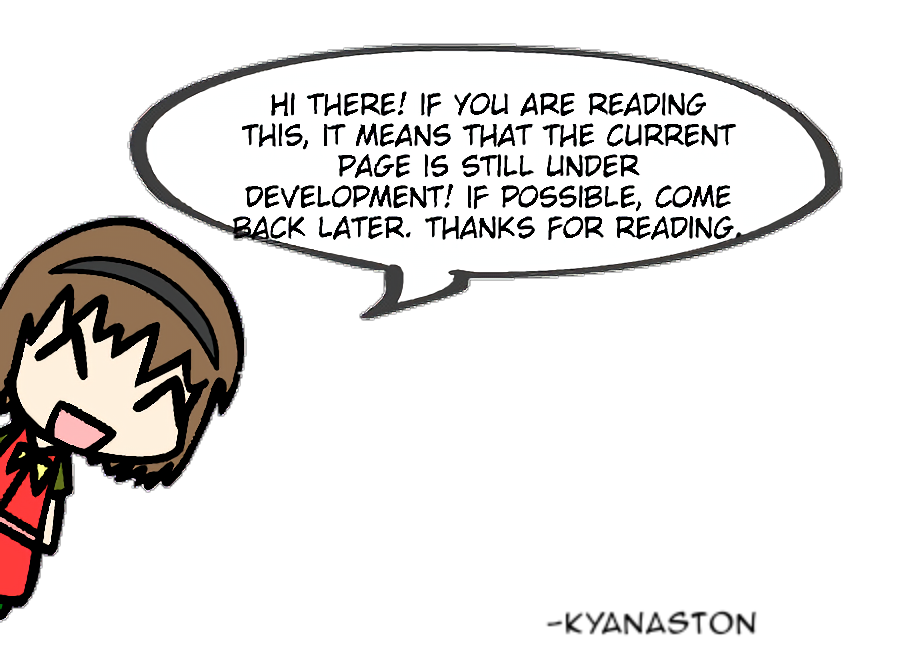 HI THERE! IF YOU ARE READING
THIS, IT MEANS THAT THE CURRENT
PAGE IS STILL UNDER
DEVELOPMENT! IF POSSIBLE, COME
BACK LATER. THANKS FOR READING.
-KYANASTON